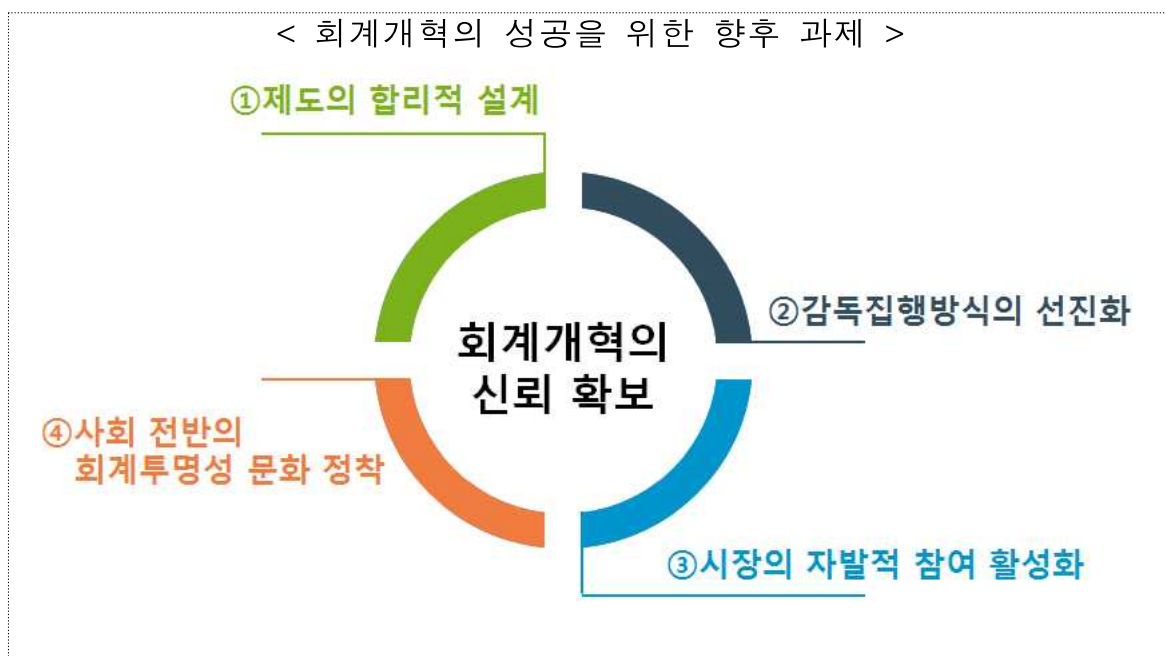 < 회계개혁의 성공을 위한 향후 과제 >
①제도의 합리적 설계
②감독집행방식의 선진화
회계개혁의
신뢰 확보
④사회 전반의
회계투명성 문화 정착
③시장의 자발적 참여 활성화